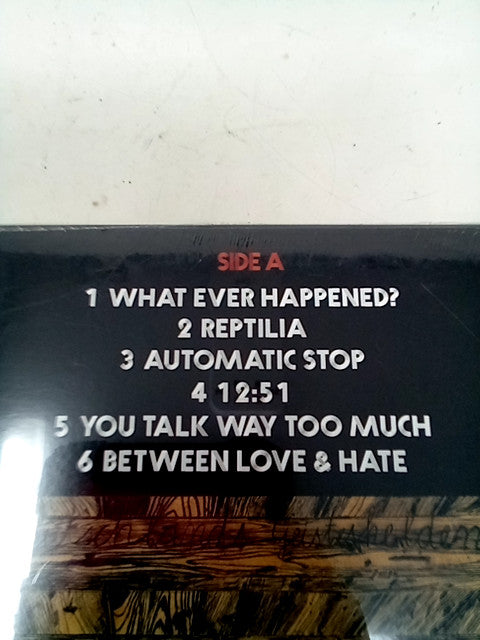 SIDE A
1 WHAT EVER HAPPENED?
2 REPTILIA
3 AUTOMATIC STOP
4 12:51
5 YOU TALK WAY TOO MUCH
6 BETWEEN LOVE & HATE